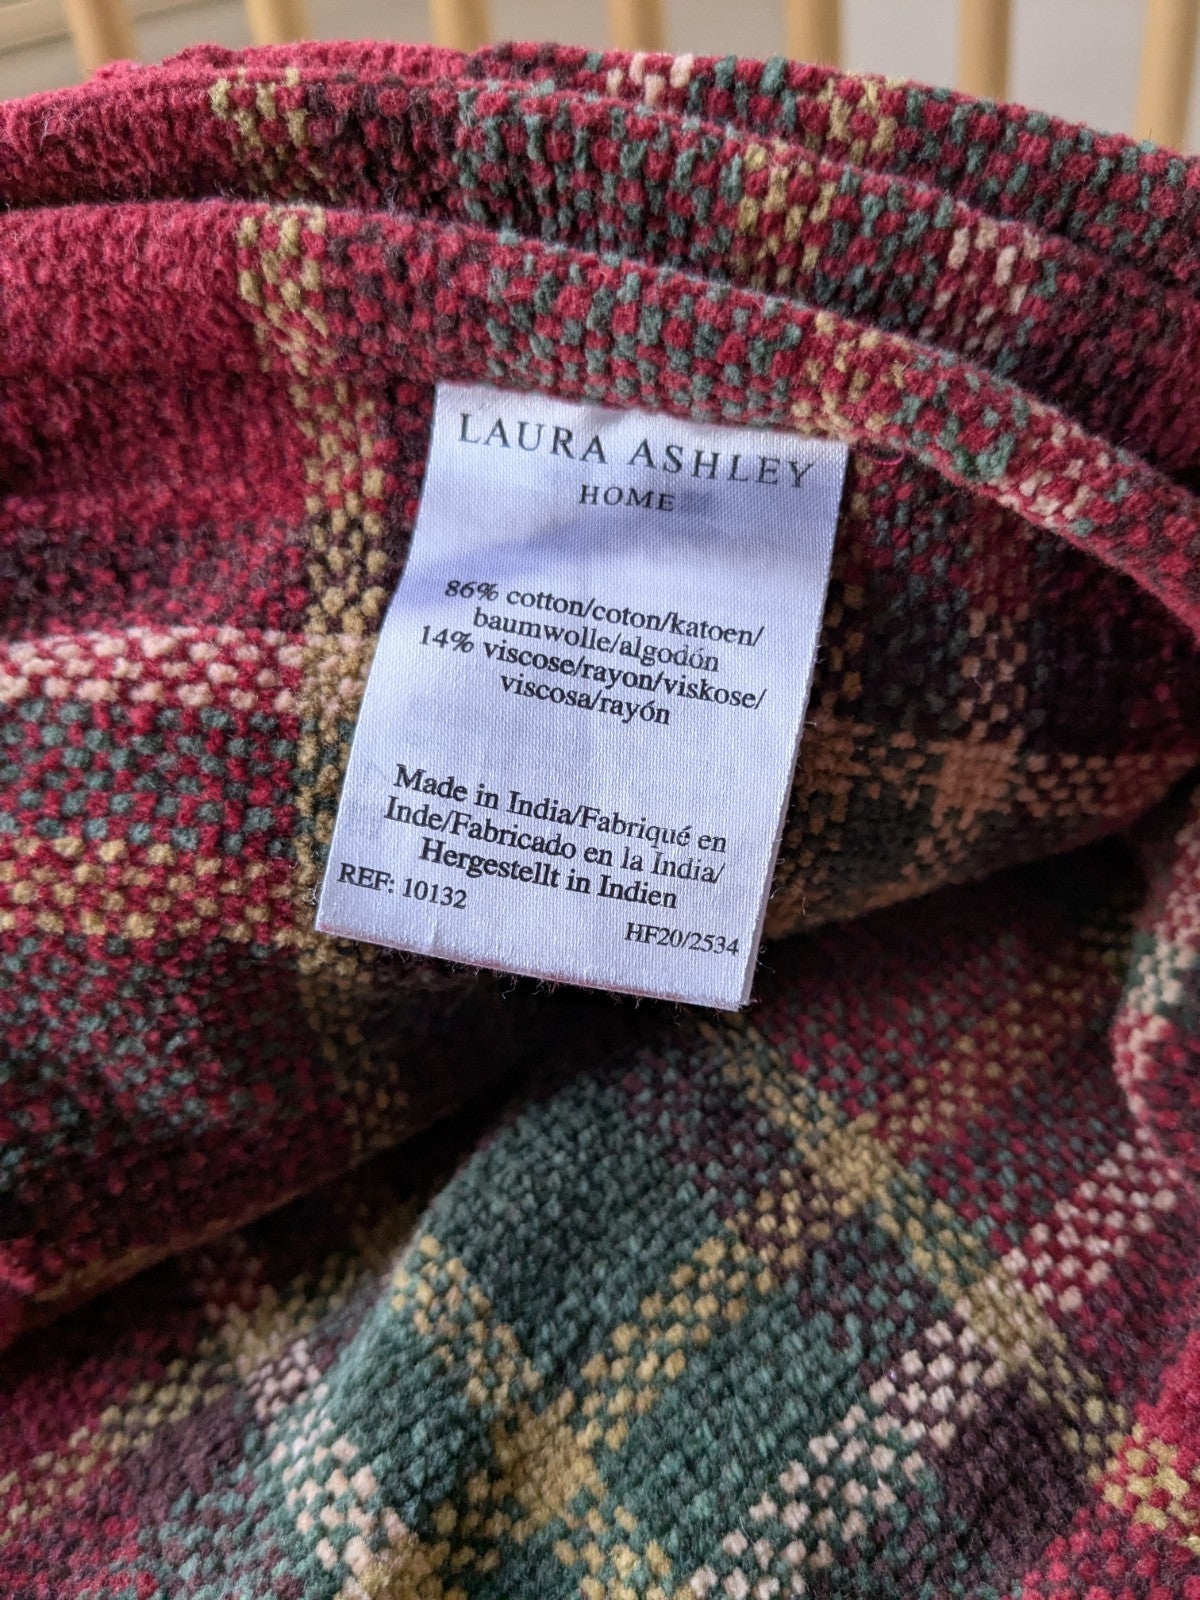 LAURA ASHLEY
HOME
86% cotton/coton/katoen/
baumwolle/algodón
14% viscose/rayon/viskose/
viscosa/rayón
Made in India/Fabriqué en
Inde/Fabricado en la India/
Hergestellt in Indien
REF: 10132
HF20/2534